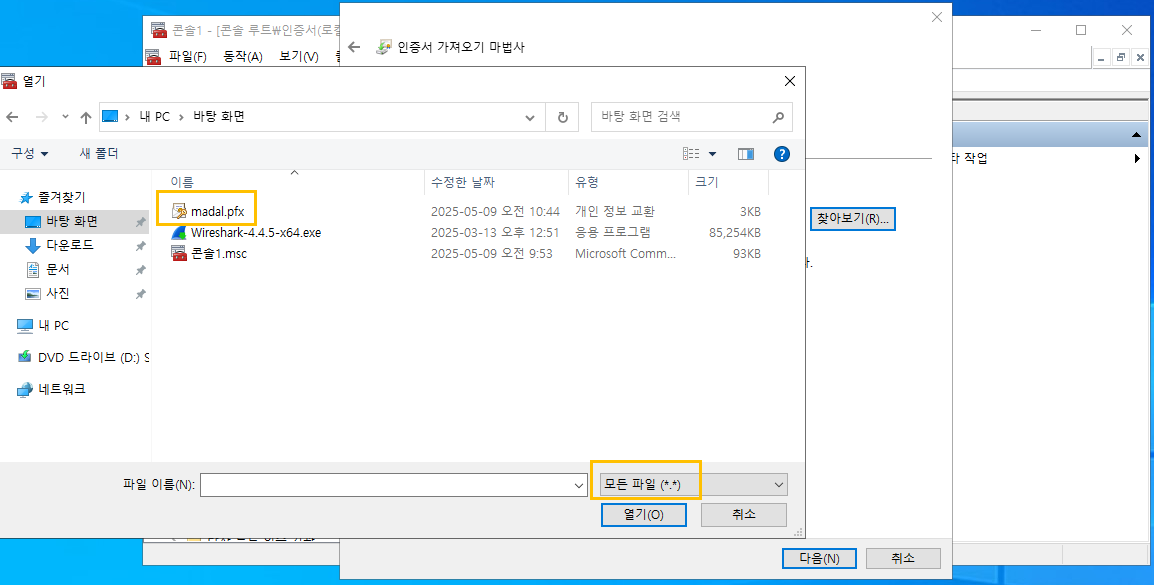 콘솔1 - [콘솔 루트₩인증서(로컬
파일(F) 동작(A) 보기(V)
인증서 가져오기 마법사
열기
내 PC > 바탕 화면
바탕 화면 검색
구성 새 폴더
이름 수정한 날짜 유형 크기
즐겨찾기
바탕 화면
다운로드
문서
사진
내 PC
DVD 드라이브 (D:) S
네트워크
madal.pfx 2025-05-09 오전 10:44 개인 정보 교환 3KB
Wireshark-4.4.5-x64.exe 2025-03-13 오후 12:51 응용 프로그램 85,254KB
콘솔1.msc 2025-05-09 오전 9:53 Microsoft Comm... 93KB
작업
찾아보기(R)...
파일 이름(N):
모든 파일 (*.*)
열기(O) 취소
다음(N) 취소